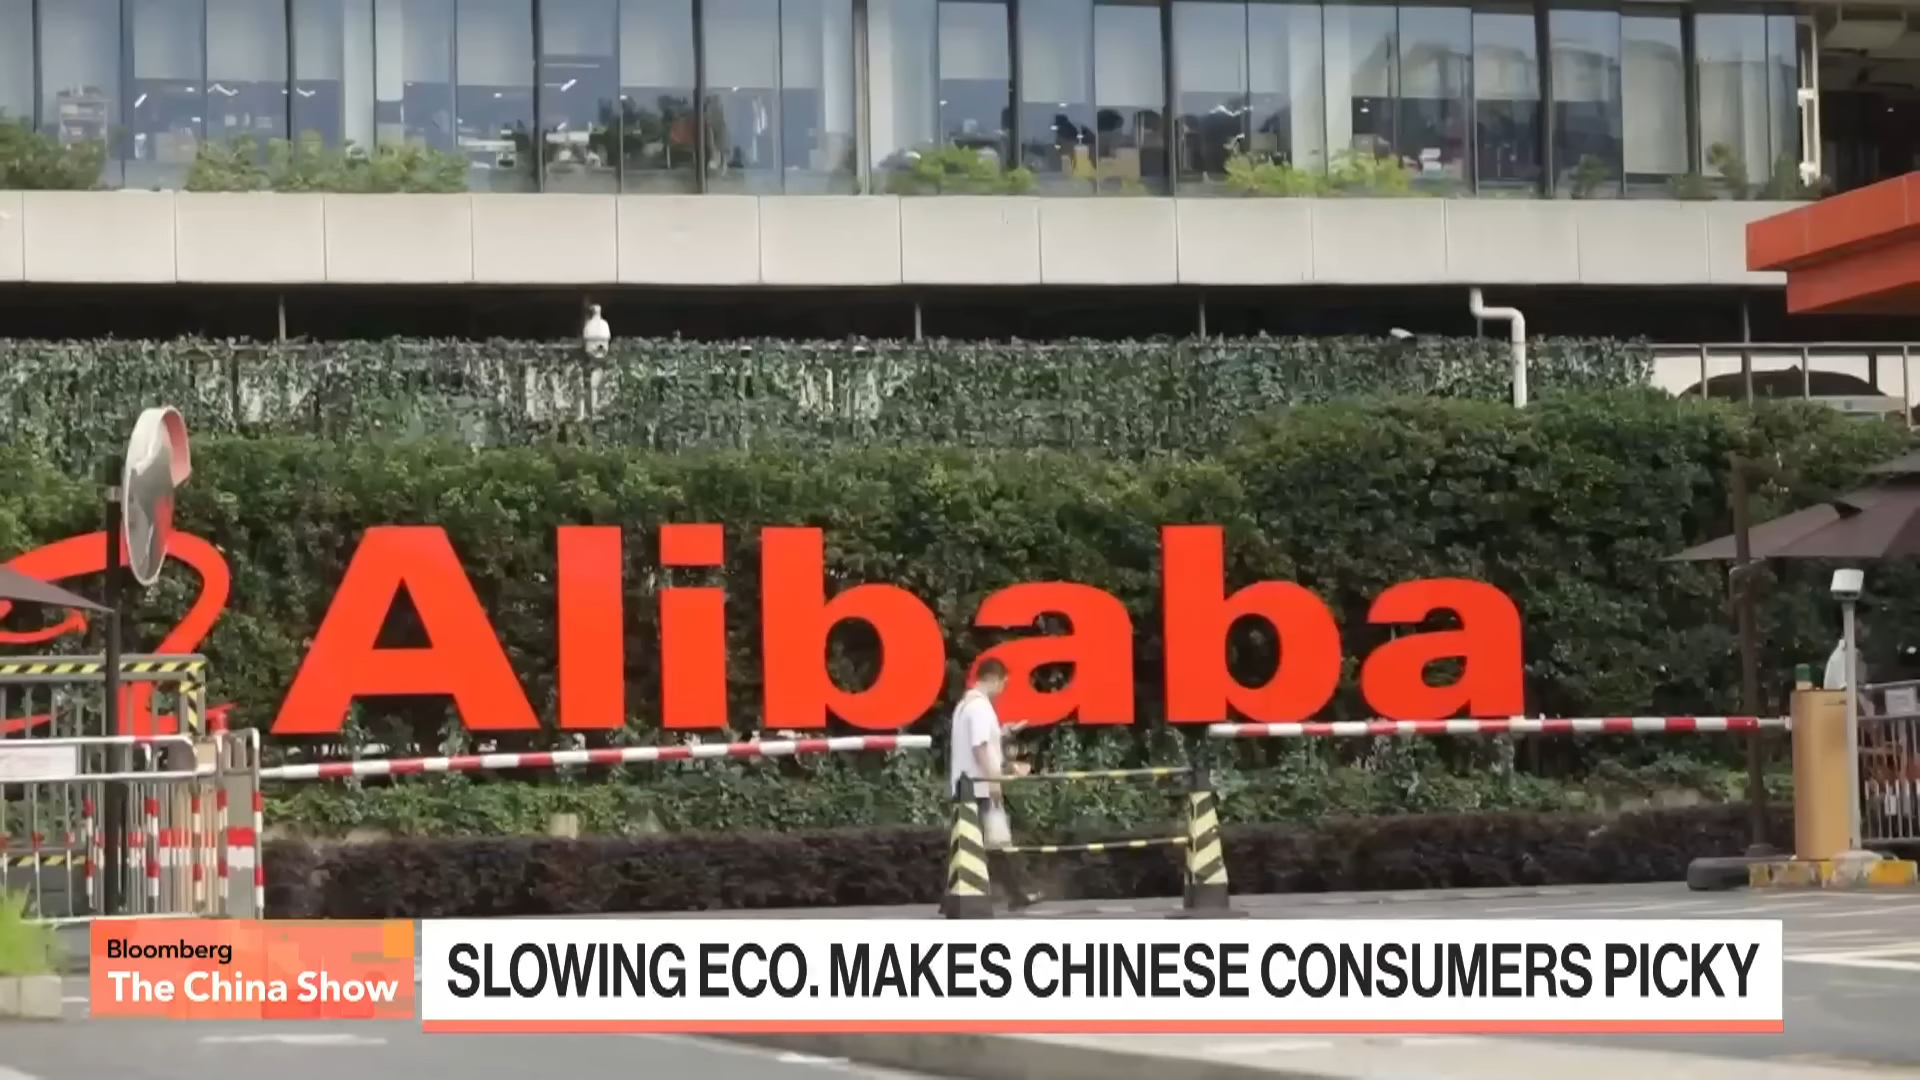 Alibaba
Bloomberg
The China Show
SLOWING ECO. MAKES CHINESE CONSUMERS PICKY